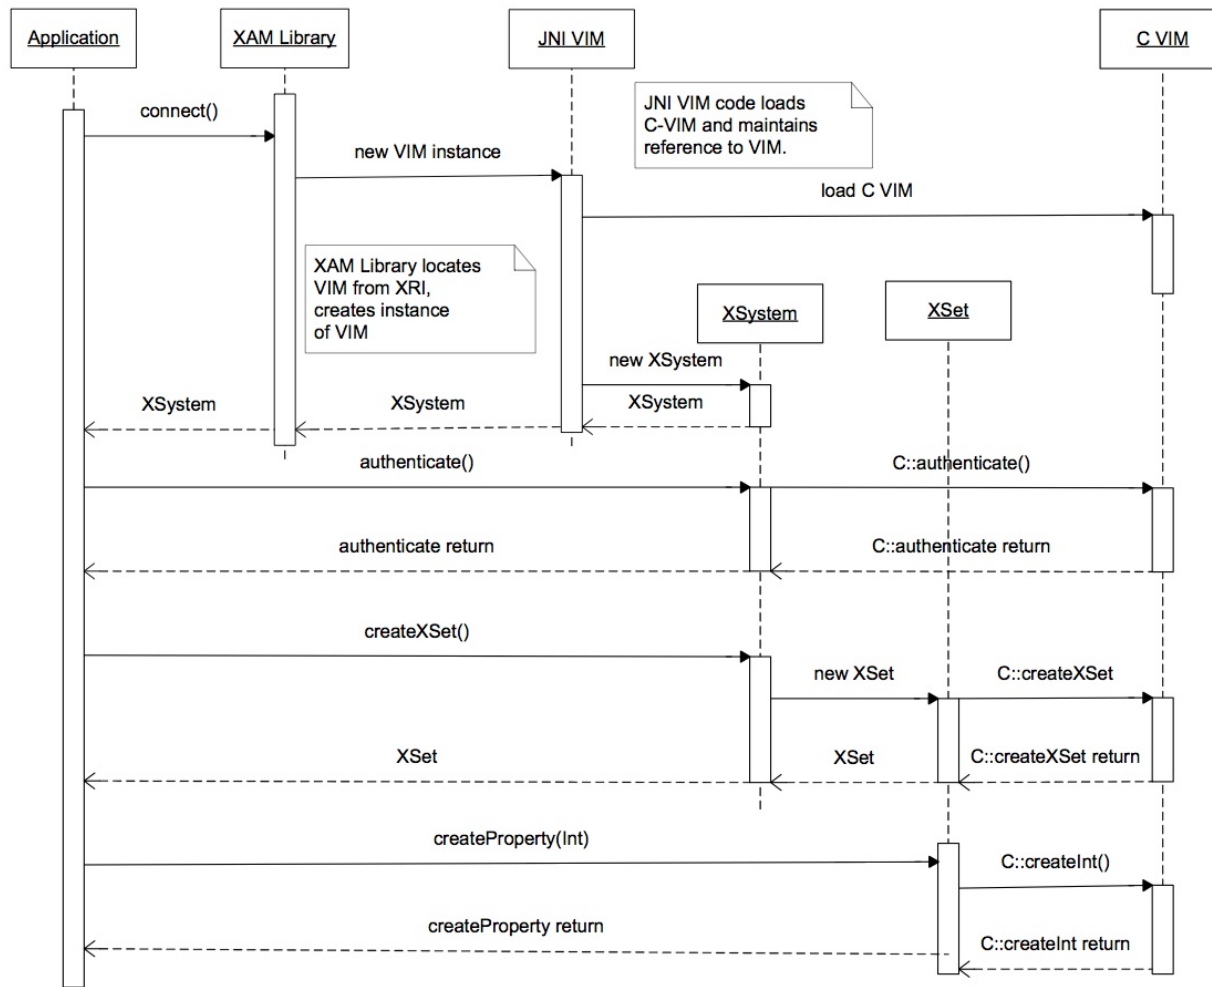 Application
XAM Library
JNI VIM
C VIM
JNI VIM code loads
C-VIM and maintains
reference to VIM.
connect()
new VIM instance
load C VIM
XAM Library locates
VIM from XRI,
creates instance
of VIM
XSystem
XSet
new XSystem
XSystem
XSystem
XSystem
authenticate()
C::authenticate()
authenticate return
C::authenticate return
createXSet()
new XSet
C::createXSet
XSet
XSet
C::createXSet return
createProperty(Int)
C::createInt()
createProperty return
C::createInt return